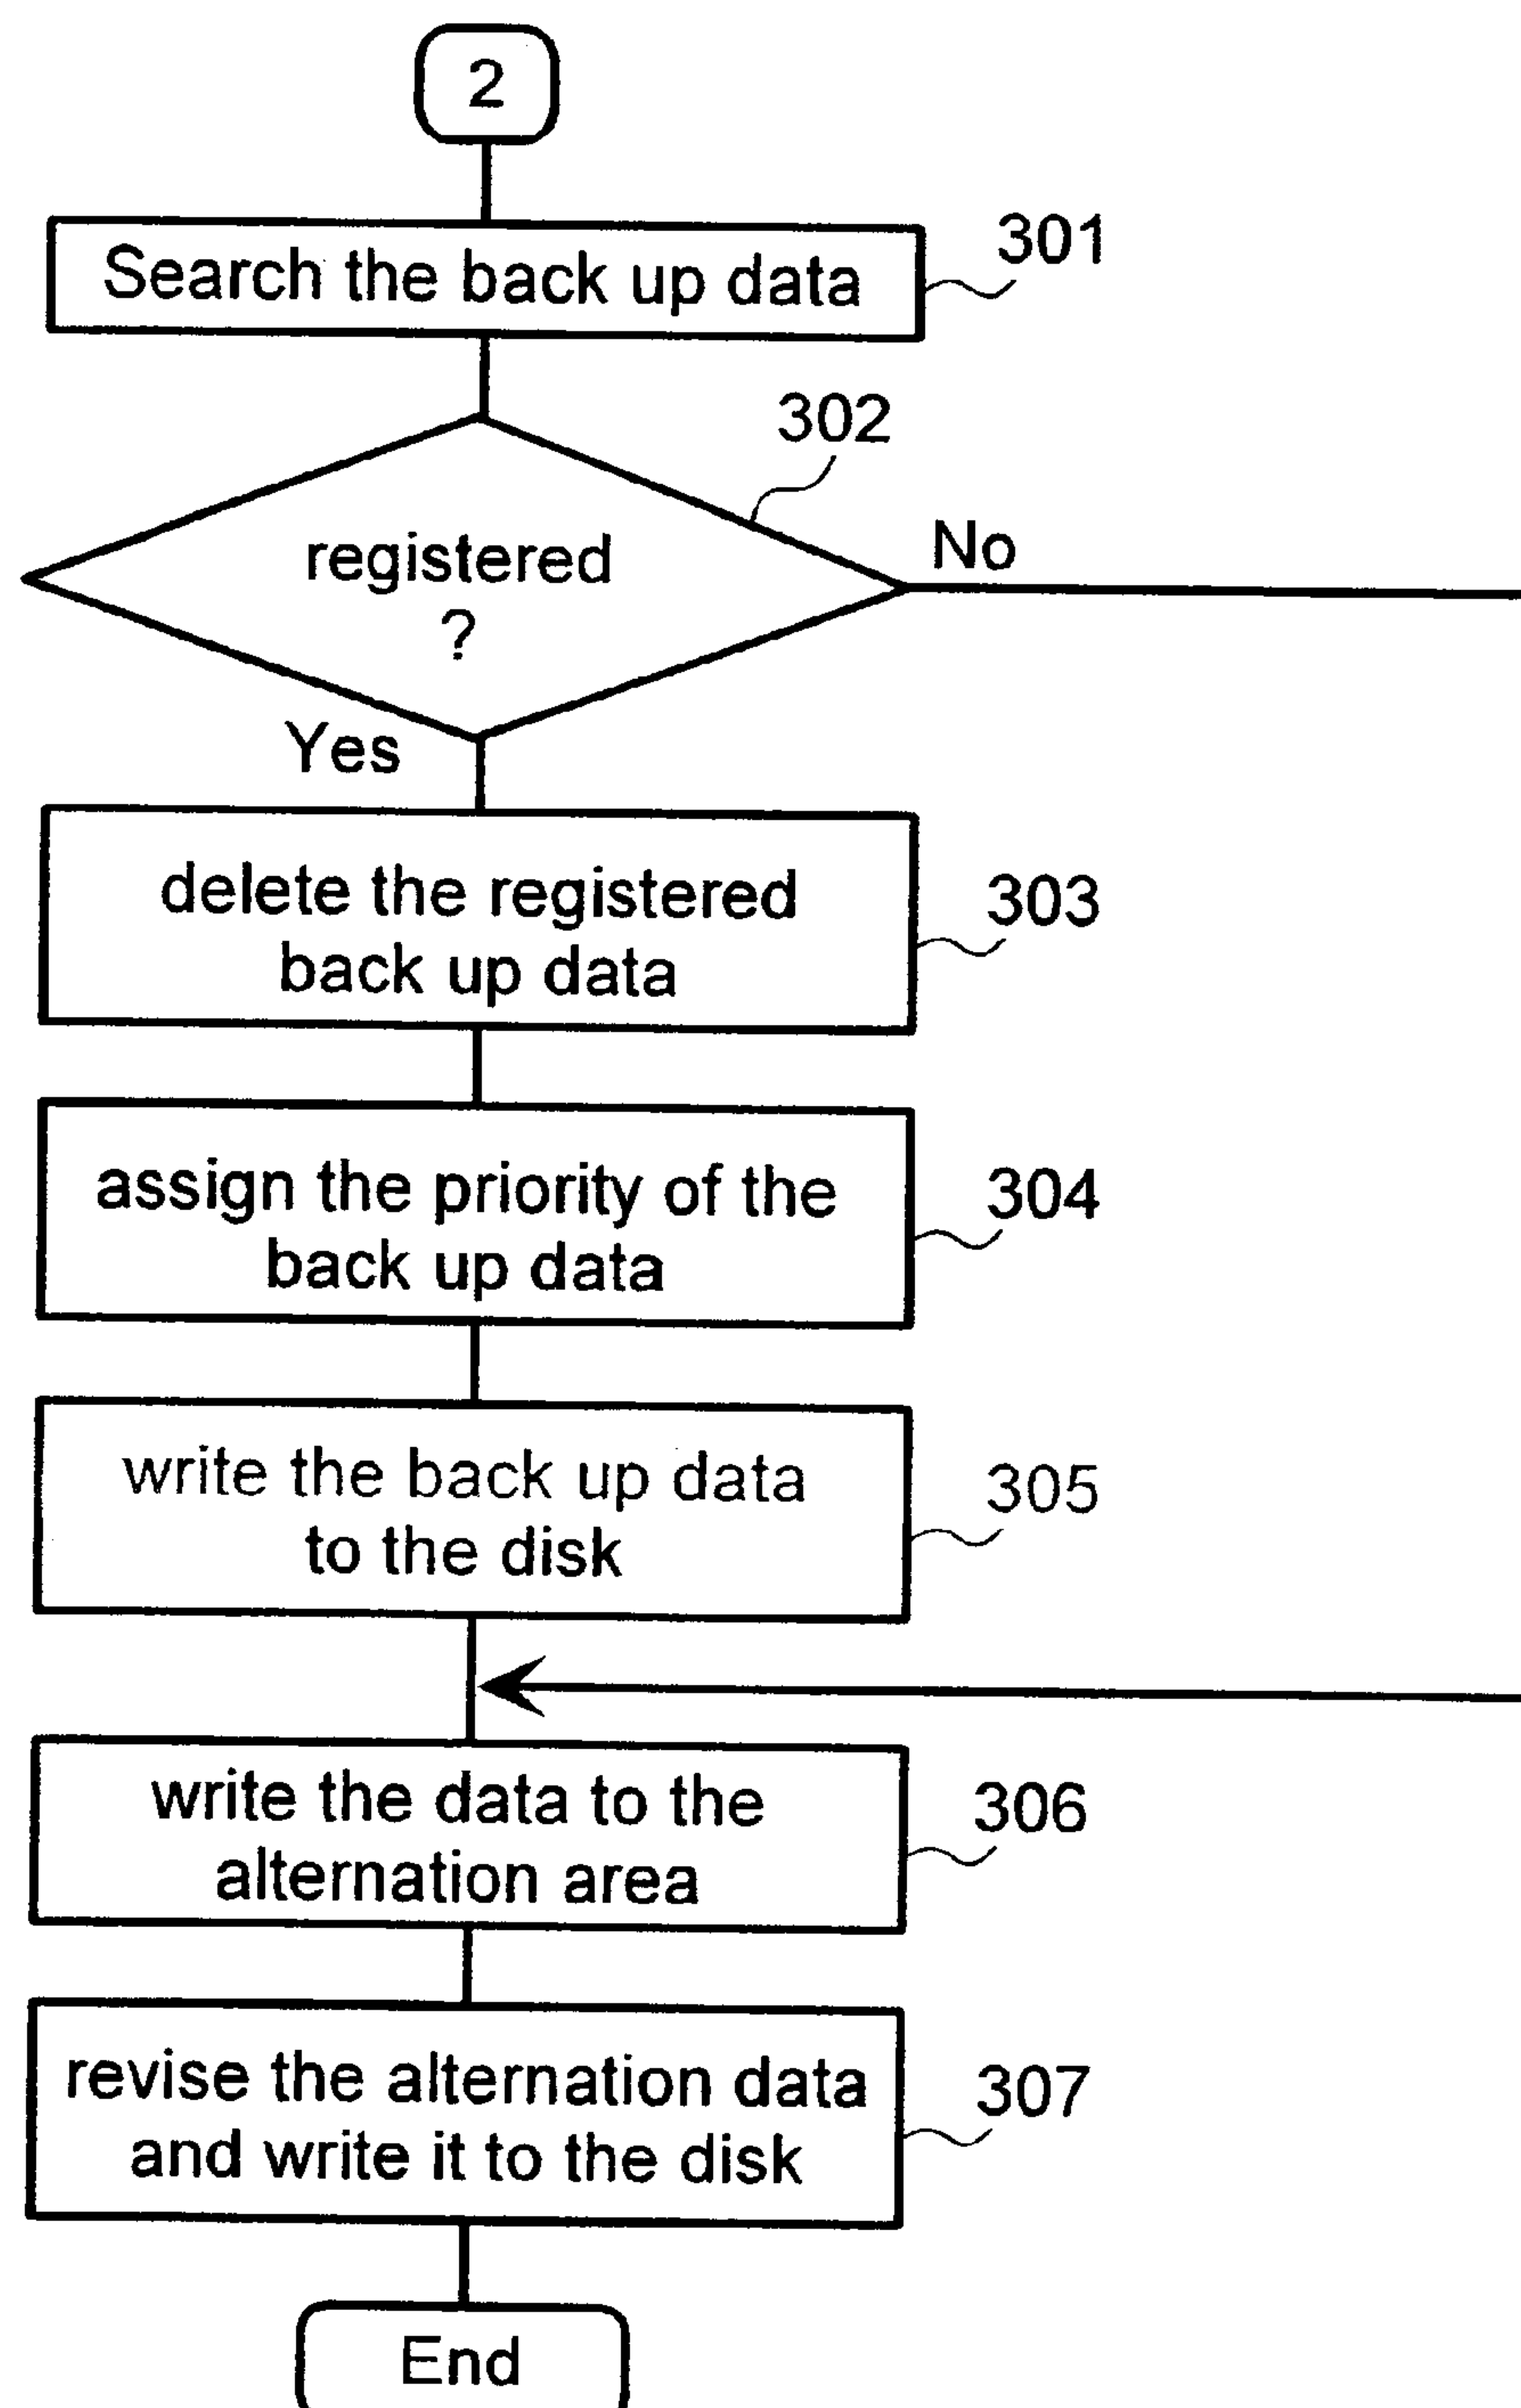 2
Search the back up data
301
302
registered
?
No
Yes
delete the registered
back up data
303
assign the priority of the
back up data
304
write the back up data
to the disk
305
write the data to the
alternation area
306
revise the alternation data
and write it to the disk
307
End